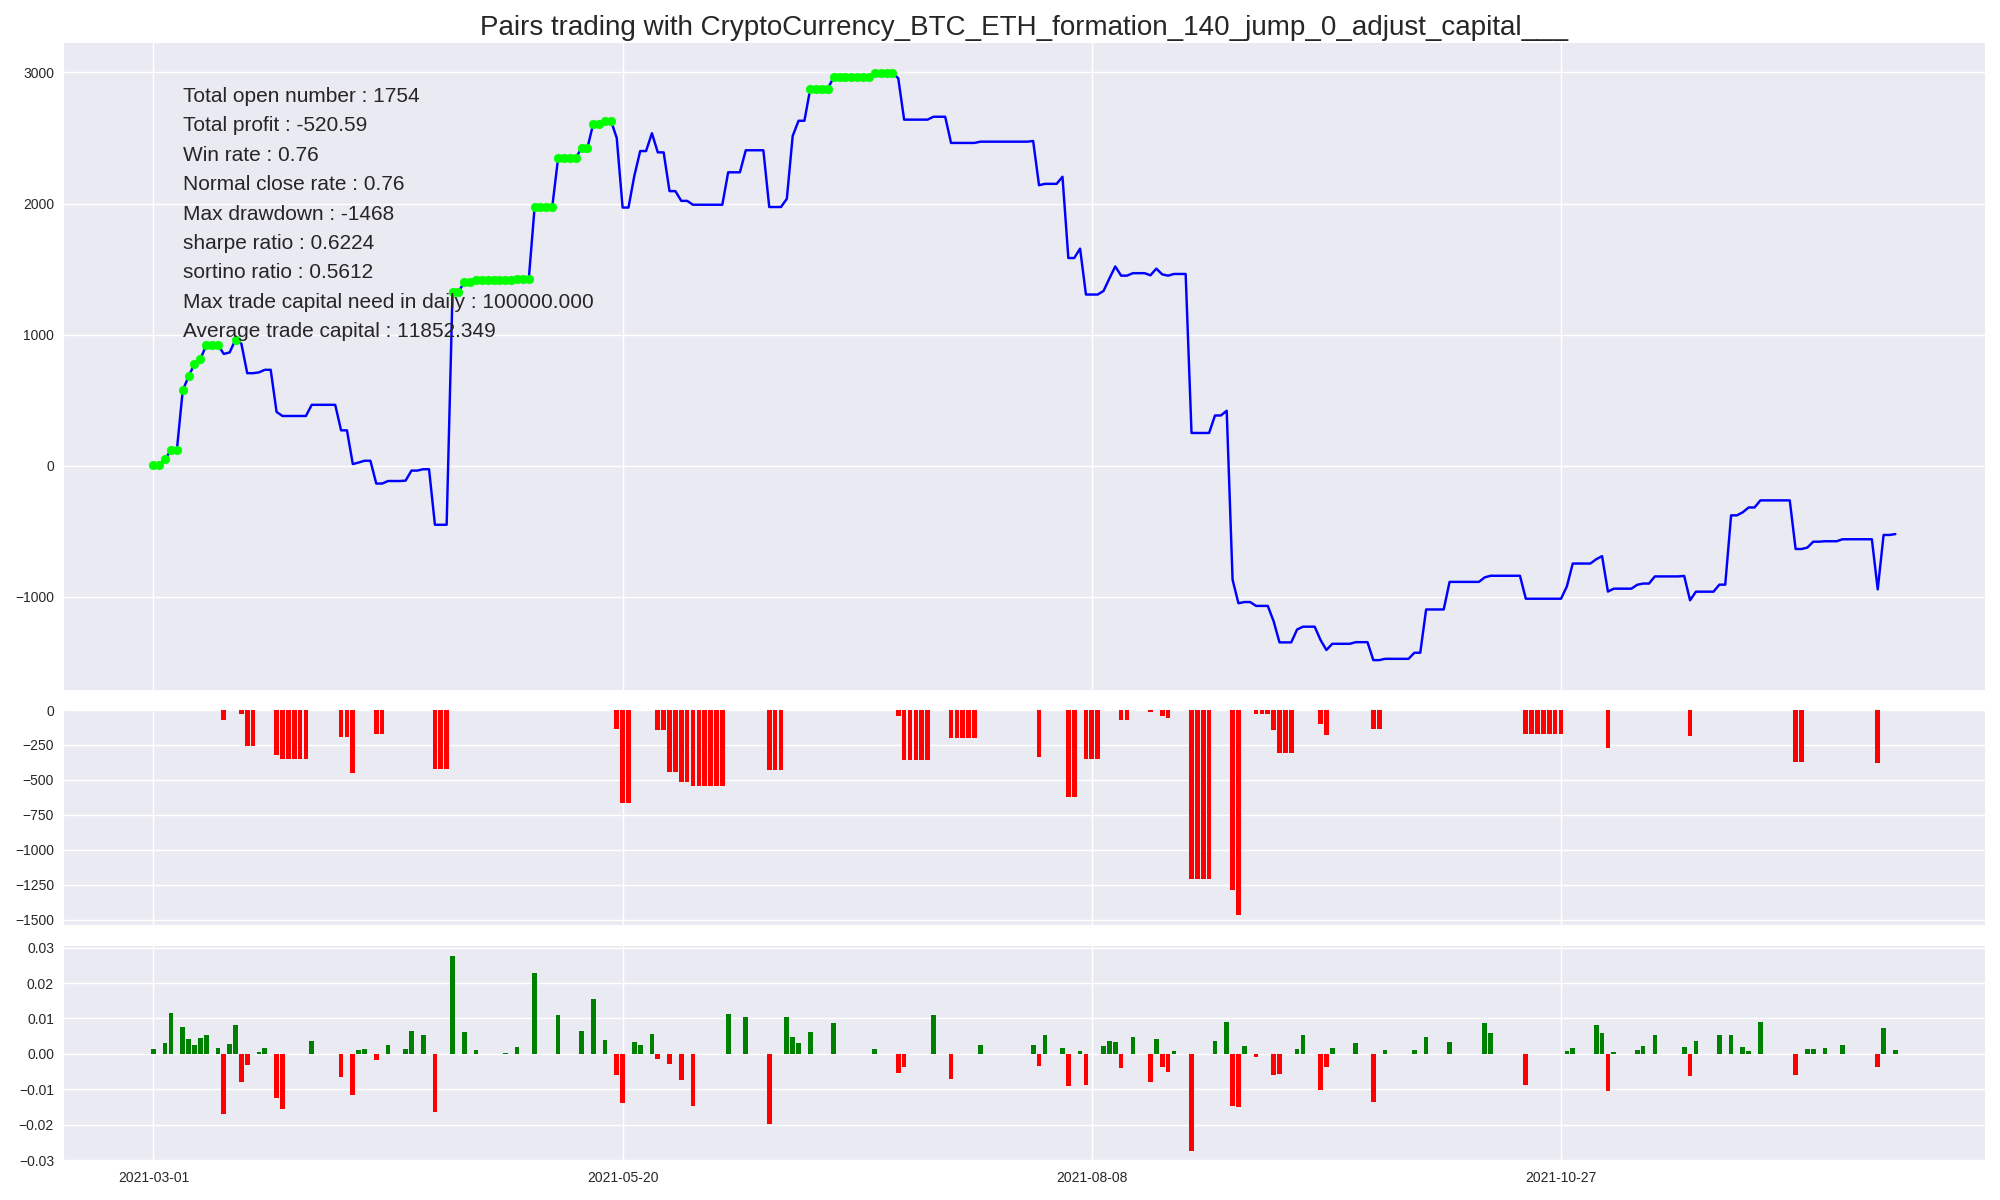 Pairs trading with CryptoCurrency_BTC_ETH_formation_140_jump_0_adjust_capital___
3000
2000
1000
0
−1000
Total open number : 1754
Total profit : -520.59
Win rate : 0.76
Normal close rate : 0.76
Max drawdown : -1468
sharpe ratio : 0.6224
sortino ratio : 0.5612
Max trade capital need in daily : 100000.000
Average trade capital : 11852.349
0
−250
−500
−750
−1000
−1250
−1500
0.03
0.02
0.01
0.00
−0.01
−0.02
−0.03
2021-03-01 2021-05-20 2021-08-08 2021-10-27